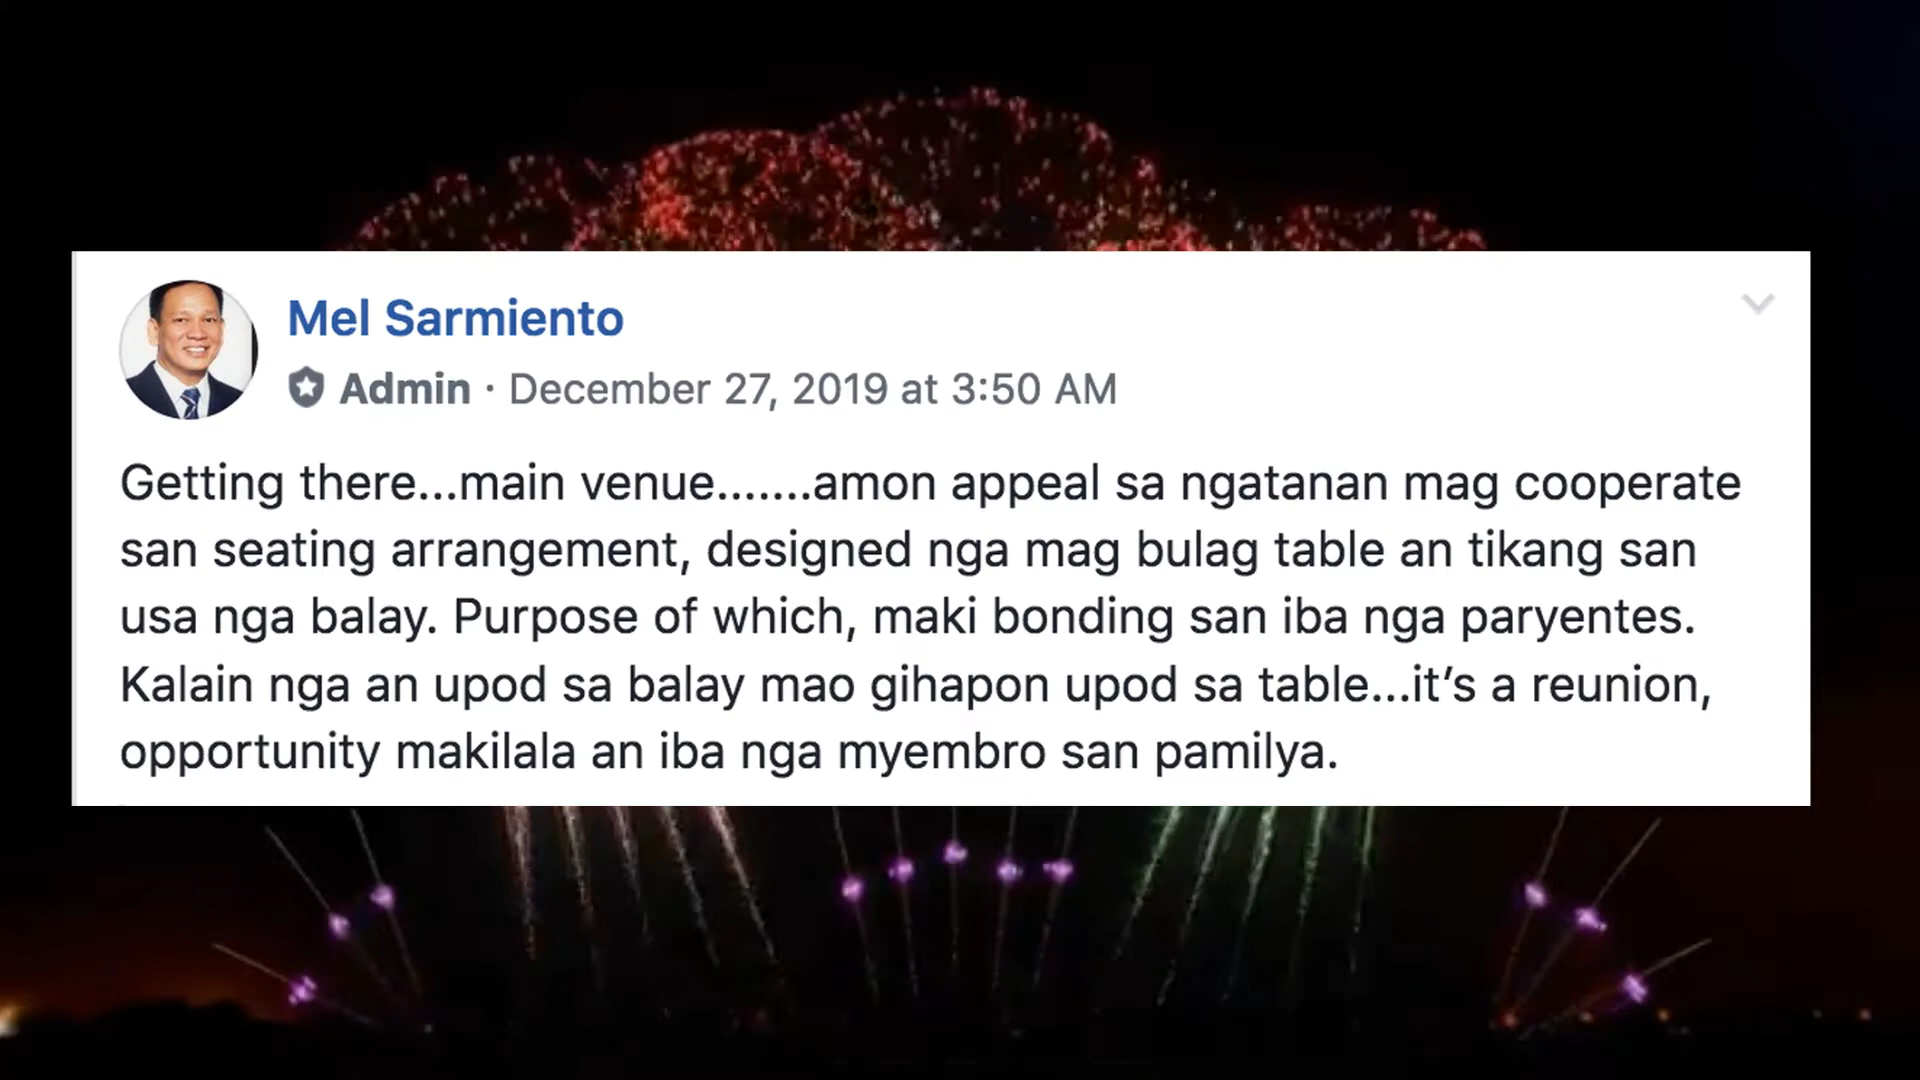 Mel Sarmiento
Admin · December 27, 2019 at 3:50 AM
Getting there...main venue.......amon appeal sa ngatanan mag cooperate
san seating arrangement, designed nga mag bulag table an tikang san
usa nga balay. Purpose of which, maki bonding san iba nga paryentes.
Kalain nga an upod sa balay mao gihapon upod sa table...it’s a reunion,
opportunity makilala an iba nga myembro san pamilya.